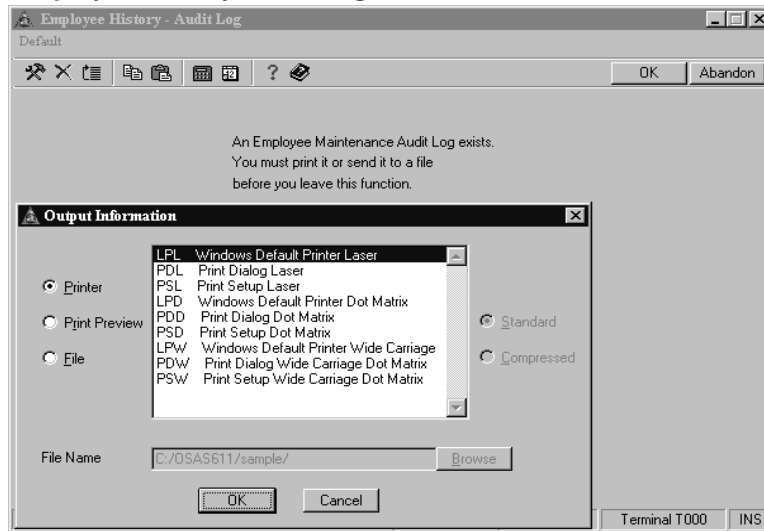 Employee History - Audit Log
Default
OK Abandon
An Employee Maintenance Audit Log exists.
You must print it or send it to a file
before you leave this function.
Output Information
Printer
Print Preview
File
LPL Windows Default Printer Laser
PDL Print Dialog Laser
PSL Print Setup Laser
LPD Windows Default Printer Dot Matrix
PDD Print Dialog Dot Matrix
PSD Print Setup Dot Matrix
LPW Windows Default Printer Wide Carriage
PDW Print Dialog Wide Carriage Dot Matrix
PSW Print Setup Wide Carriage Dot Matrix
Standard
Compressed
File Name C:/OSAS611/sample/ Browse
OK Cancel
Terminal T000 INS